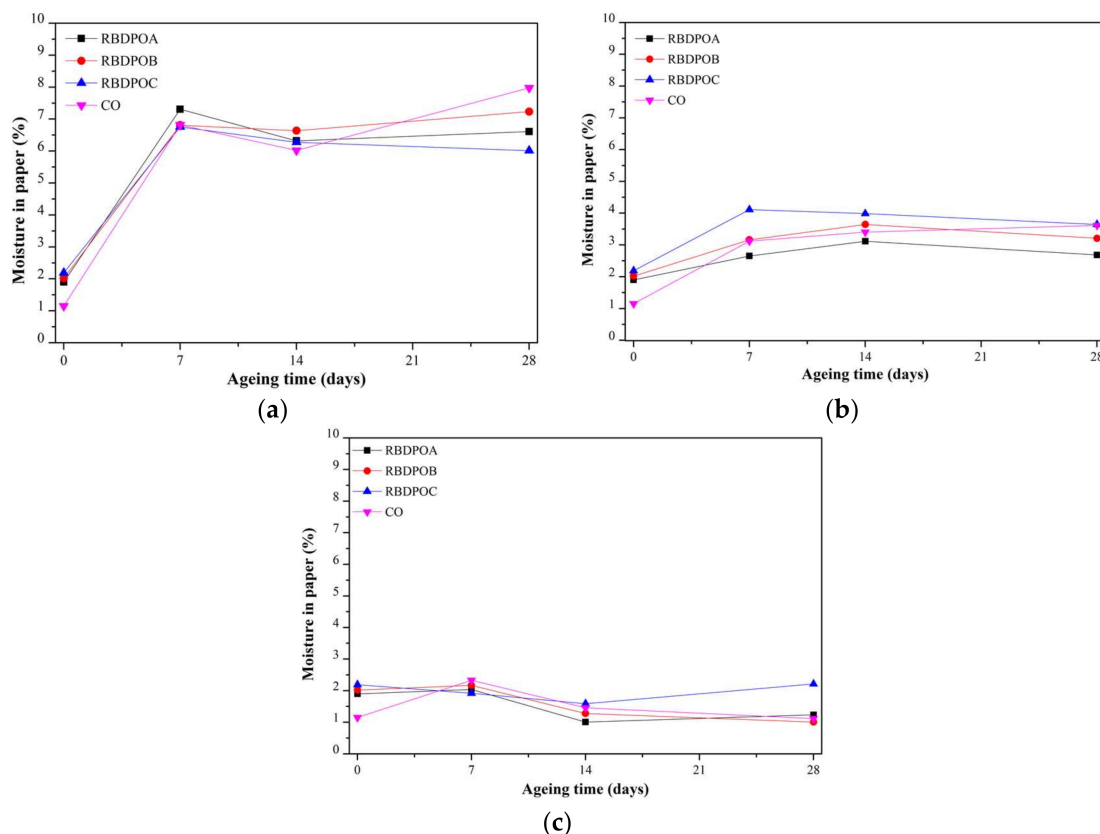 10
9
8
7
6
5
4
3
2
1
0
Moisture in paper (%)
RBDPOA
RBDPOB
RBDPOC
CO
0 7 14 21 28
Ageing time (days)
(a)
10
9
8
7
6
5
4
3
2
1
0
Moisture in paper (%)
RBDPOA
RBDPOB
RBDPOC
CO
0 7 14 21 28
Ageing time (days)
(b)
10
9
8
7
6
5
4
3
2
1
0
Moisture in paper (%)
RBDPOA
RBDPOB
RBDPOC
CO
0 7 14 21 28
Ageing time (days)
(c)